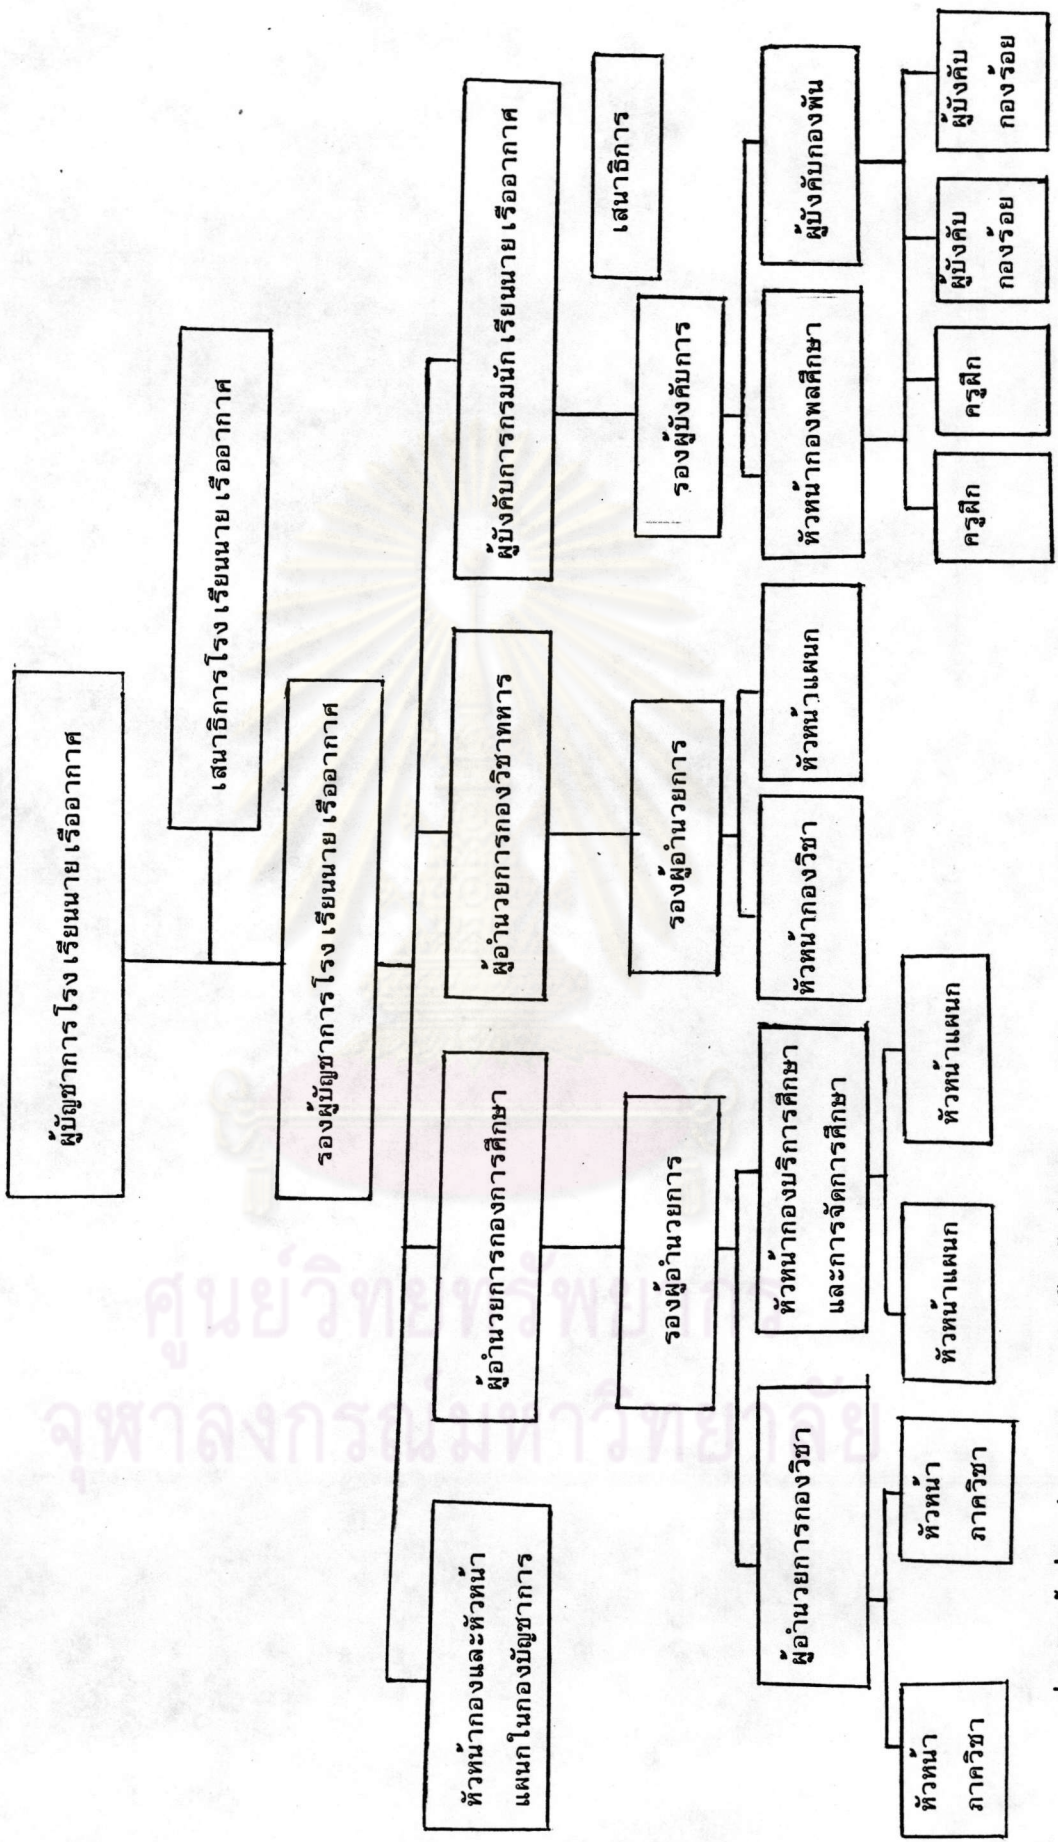 ผู้บัญชาการโรงเรียนนายเรืออากาศ
เสนาธิการโรงเรียนนายเรืออากาศ
รองผู้บัญชาการโรงเรียนนายเรืออากาศ
หัวหน้ากองและหัวหน้า
แผนกในกองบัญชาการ
ผู้อำนวยการกองการศึกษา
ผู้อำนวยการกองวิชาทหาร
ผู้บังคับการกรมนักเรียนนายเรืออากาศ
เสนาธิการ
รองผู้อำนวยการ
รองผู้อำนวยการ
รองผู้บังคับการ
ผู้อำนวยการกองวิชา
หัวหน้ากองบริการศึกษา
และการจัดการศึกษา
หัวหน้ากองวิชา
หัวหน้าแผนก
หัวหน้ากองพลศึกษา
ผู้บังคับกองพัน
หัวหน้า
ภาควิชา
หัวหน้า
ภาควิชา
หัวหน้าแผนก
หัวหน้าแผนก
ครูฝึก
ครูฝึก
ผู้บังคับ
กองร้อย
ผู้บังคับ
กองร้อย
ศูนย์วิทยทรัพยากร
จุฬาลงกรณ์มหาวิทยาลัย